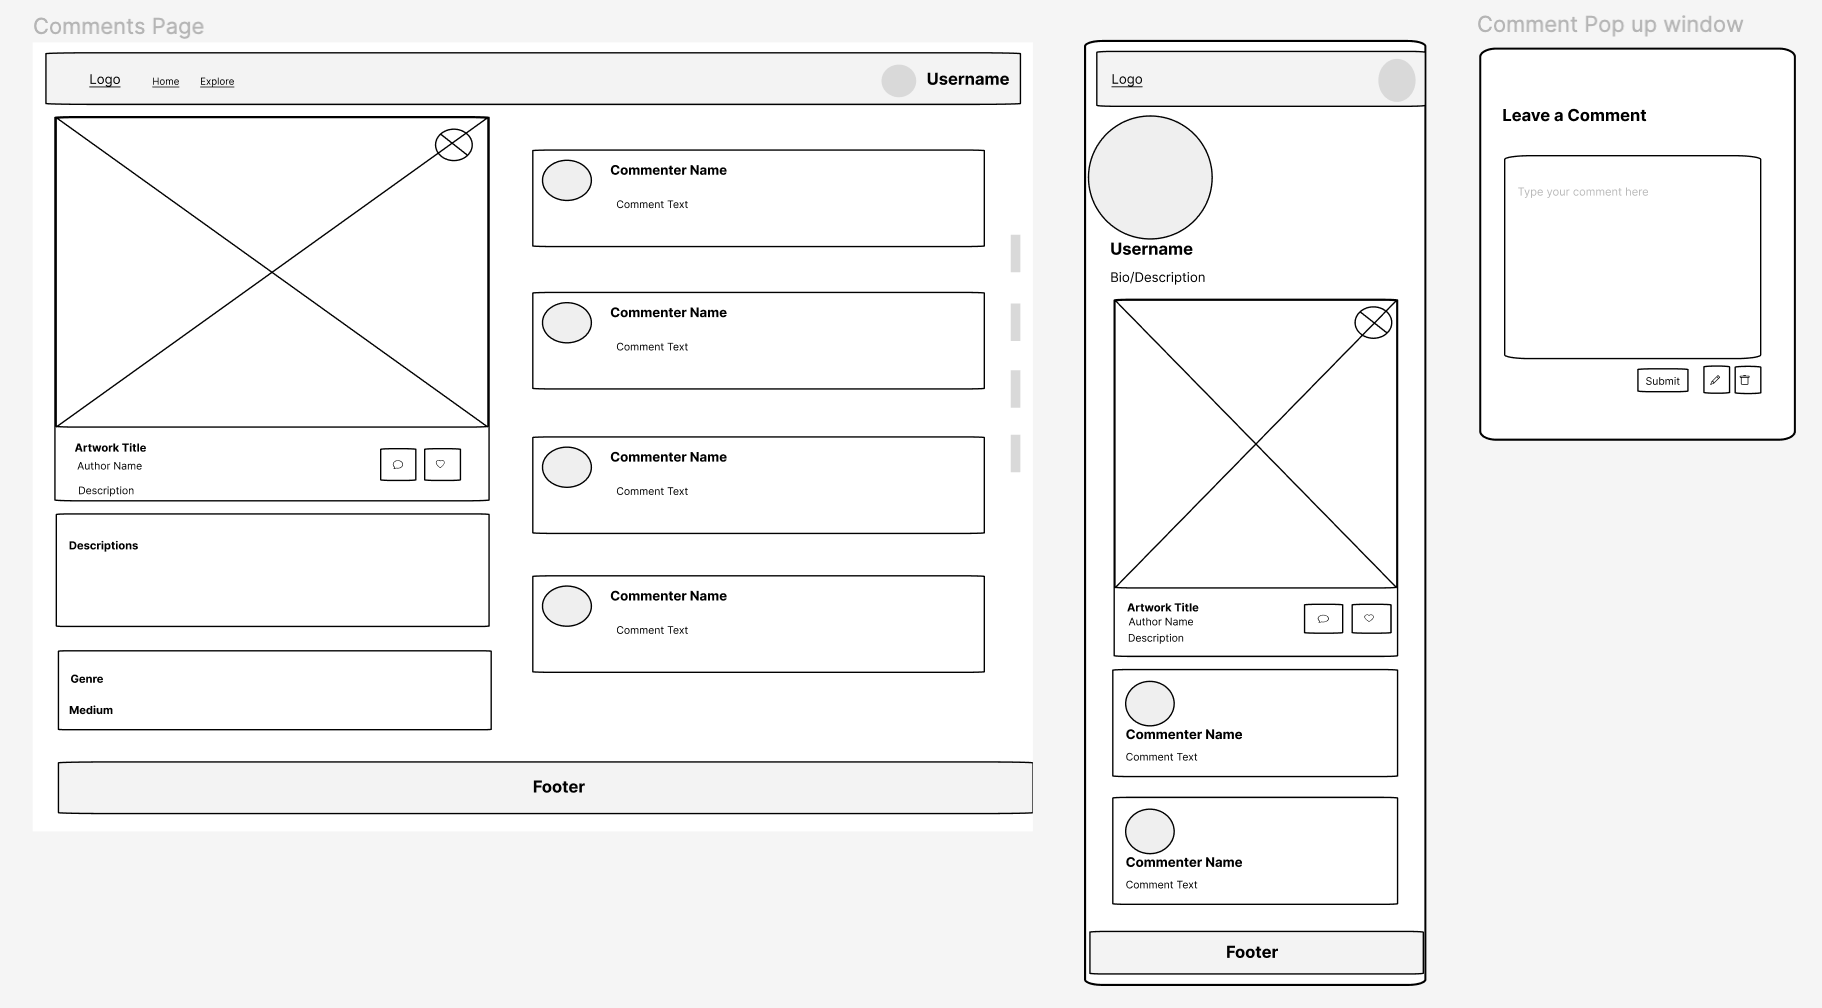 Comments Page
Logo
Home
Explore
Username
Artwork Title
Author Name
Description
Descriptions
Genre
Medium
Commenter Name
Comment Text
Commenter Name
Comment Text
Commenter Name
Comment Text
Commenter Name
Comment Text
Footer
Logo
Username
Bio/Description
Artwork Title
Author Name
Description
Commenter Name
Comment Text
Commenter Name
Comment Text
Footer
Comment Pop up window
Leave a Comment
Type your comment here
Submit